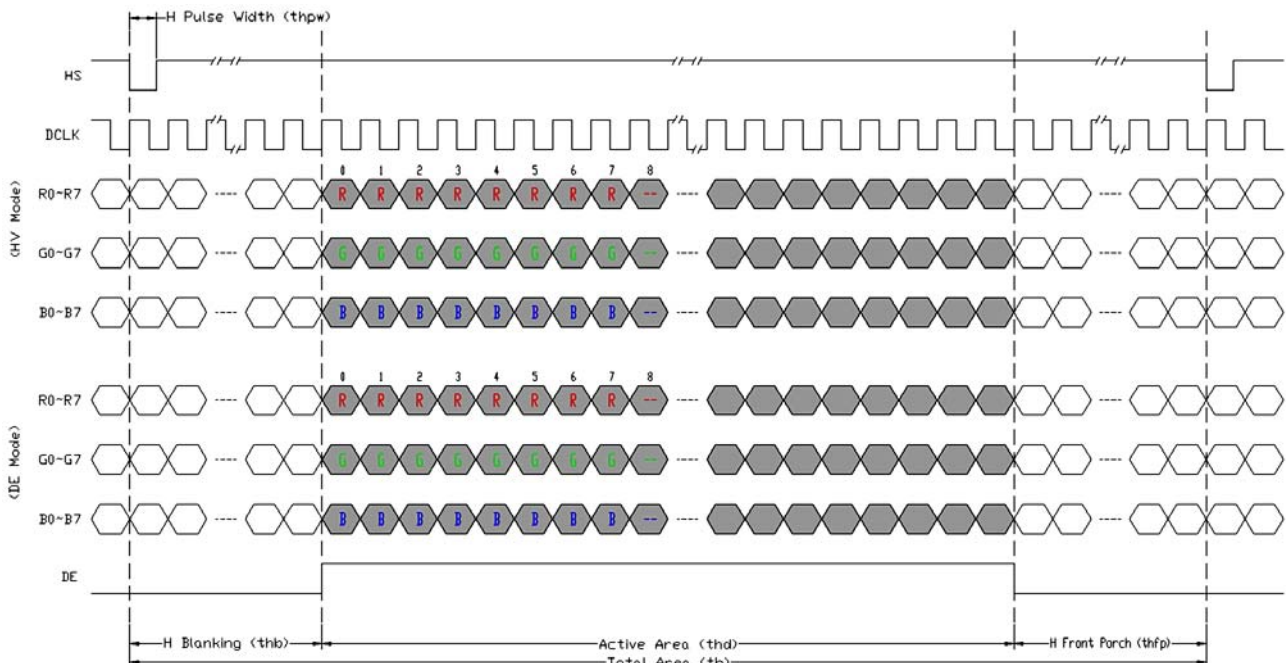 H Pulse Width (thpw)
HS
DCLK
(HV Mode)
0 1 2 3 4 5 6 7 8
R0~R7 ---- R R R R R R R R -- ---- ----
G0~G7 ---- G G G G G G G G -- ---- ----
B0~B7 ---- B B B B B B B B -- ---- ----
(DE Mode)
0 1 2 3 4 5 6 7 8
R0~R7 ---- R R R R R R R R -- ---- ----
G0~G7 ---- G G G G G G G G -- ---- ----
B0~B7 ---- B B B B B B B B -- ---- ----
DE
H Blanking (thb) Active Area (thd) H Front Porch (thfp)
Total Area (th)